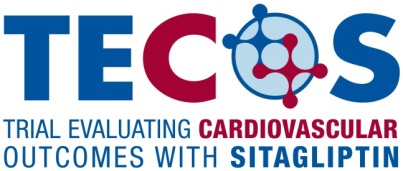 TECOS
TRIAL EVALUATING CARDIOVASCULAR
OUTCOMES WITH SITAGLIPTIN